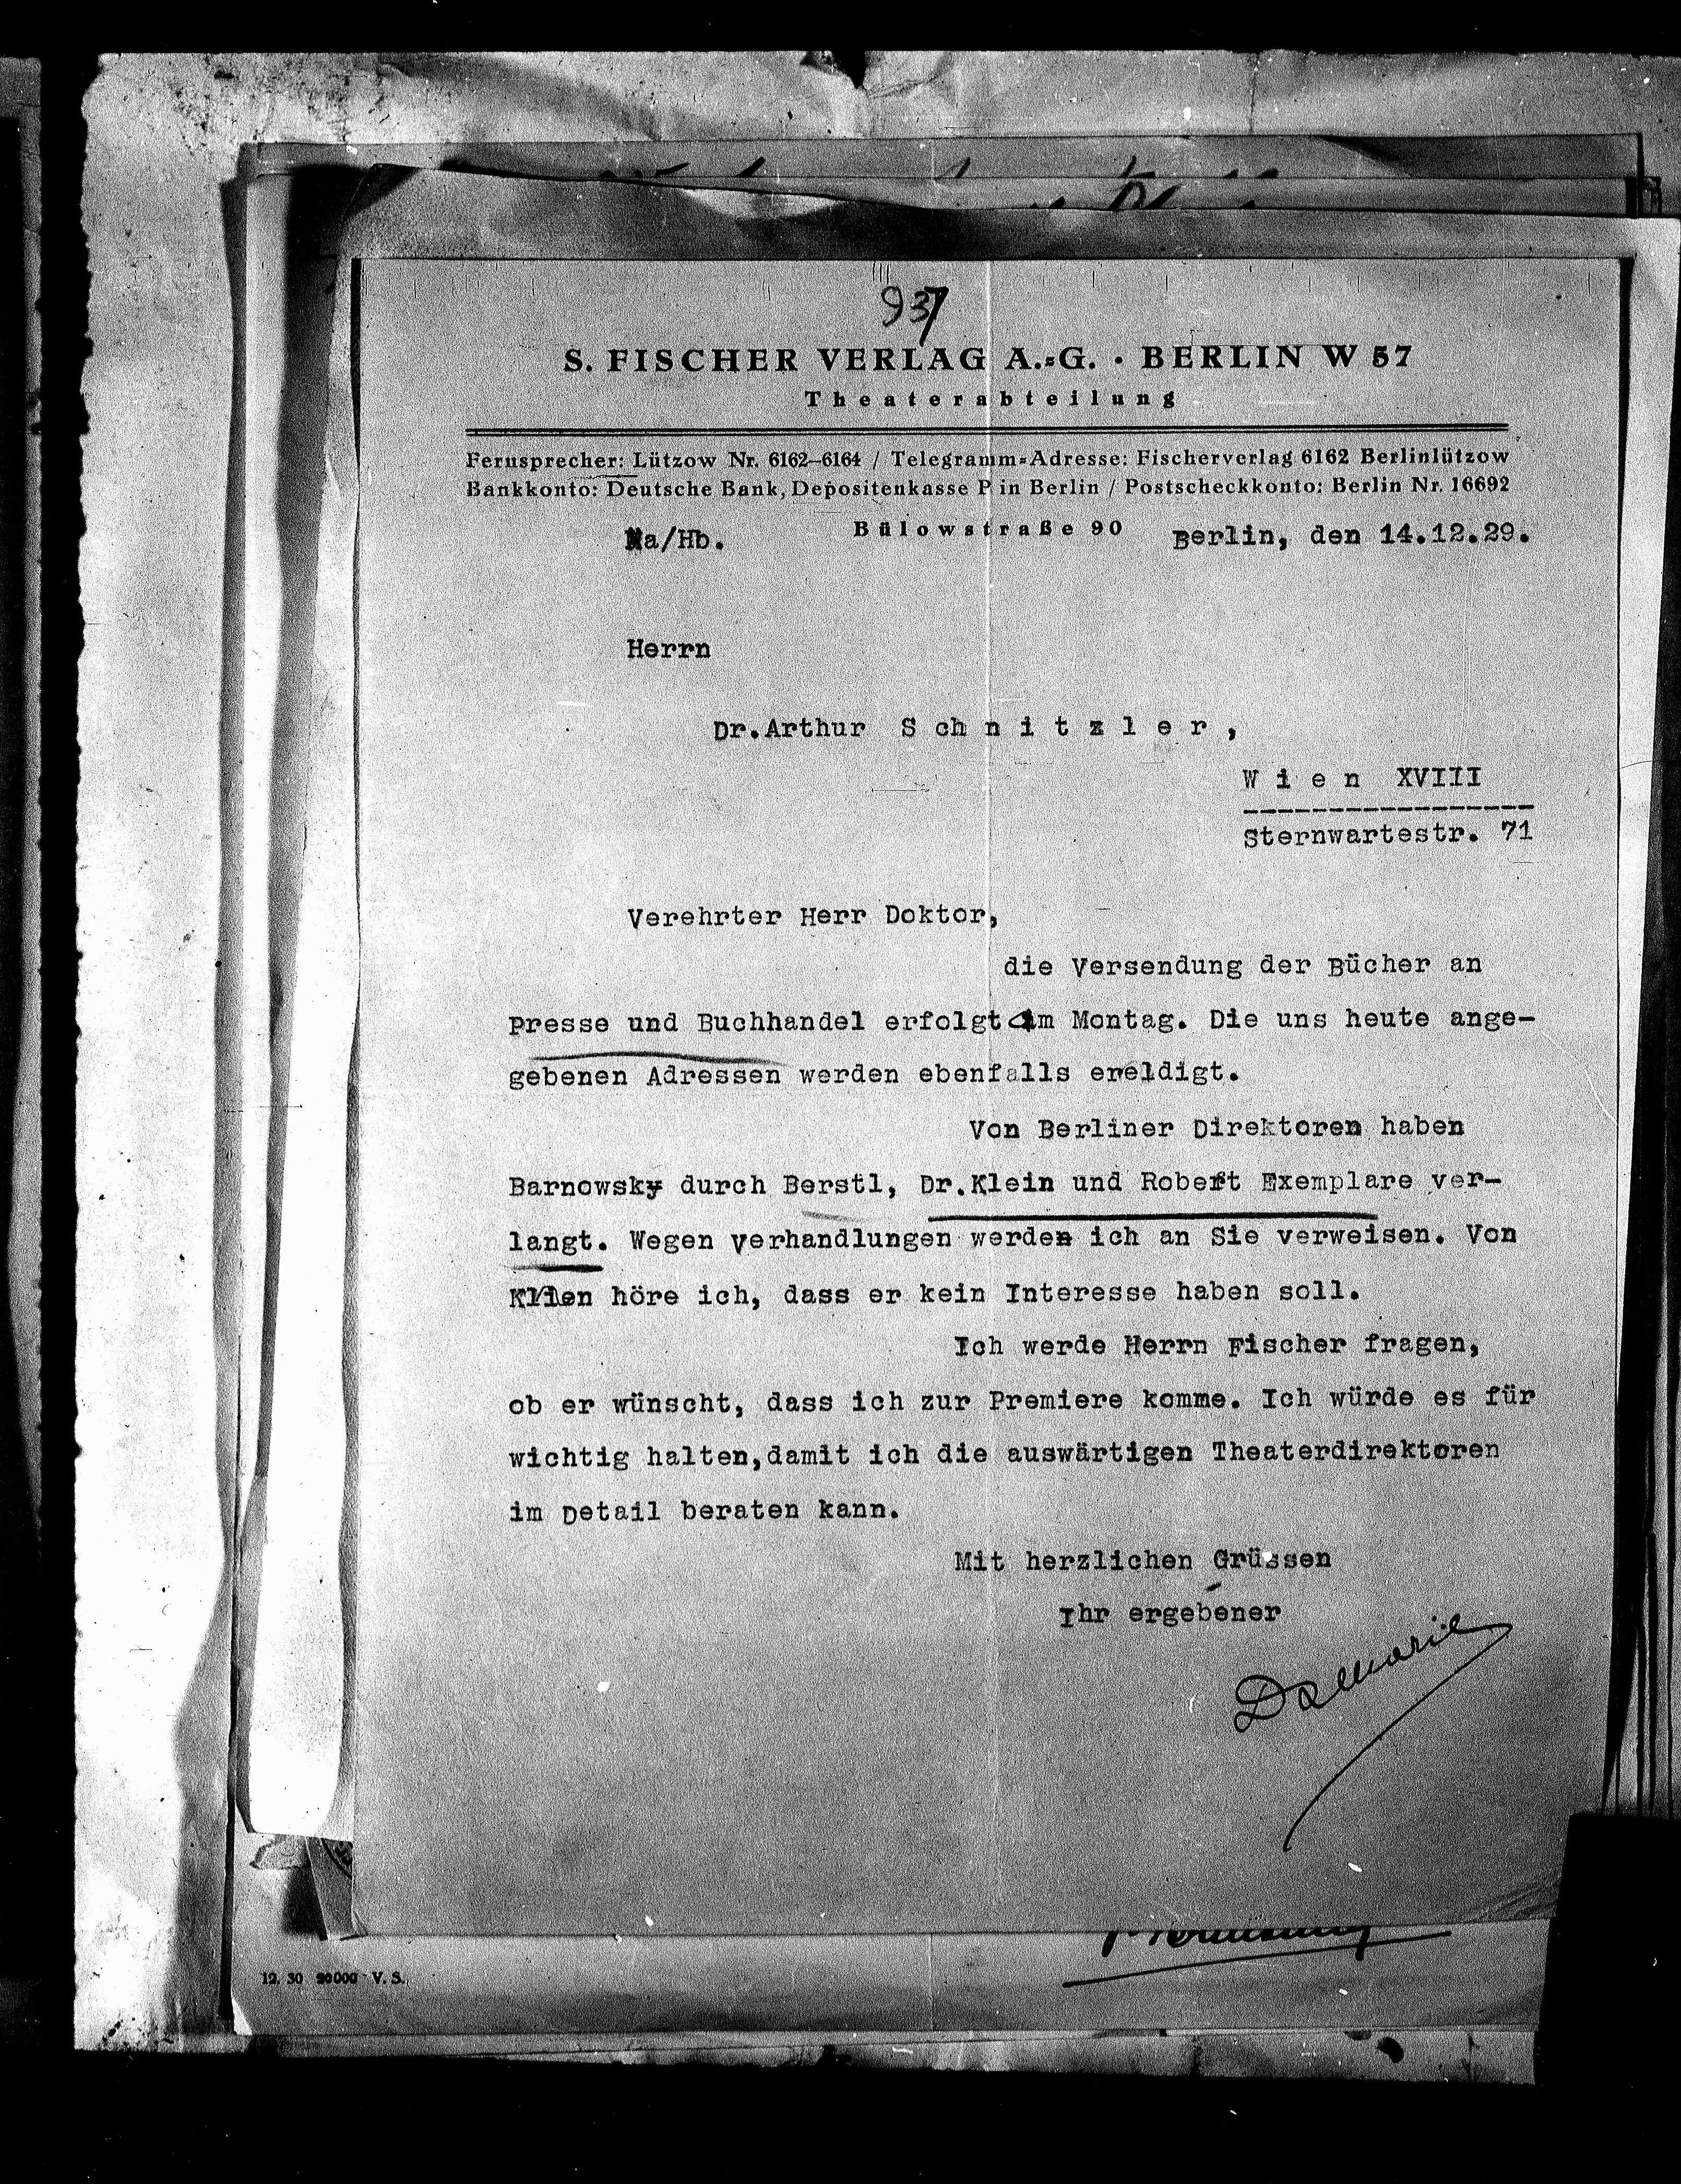 937
S. FISCHER VERLAG A.=G. · BERLIN W 57
Theaterabteilung
Fernsprecher: Lützow Nr. 6162–6164 / Telegramm=Adresse: Fischerverlag 6162 Berlinlützow
Bankkonto: Deutsche Bank, Depositenkasse P in Berlin / Postscheckkonto: Berlin Nr. 16692
Bülowstraße 90
Ma/Hb. Berlin, den 14.12.29.
Herrn
Dr.Arthur S ch n i t z l e r ,
W i e n XVIII
Sternwartestr. 71
Verehrter Herr Doktor,
die Versendung der Bücher an
Presse und Buchhandel erfolgt am Montag. Die uns heute ange-
gebenen Adressen werden ebenfalls ereldigt.
Von Berliner Direktoren haben
Barnowsky durch Berstl, Dr.Klein und Robert Exemplare ver-
langt. Wegen Verhandlungen werden ich an Sie verweisen. Von
höre ich, dass er kein Interesse haben soll.
Ich werde Herrn Fischer fragen,
ob er wünscht, dass ich zur Premiere komme. Ich würde es für
wichtig halten,damit ich die auswärtigen Theaterdirektoren
im Detail beraten kann.
Mit herzlichen Grüssen
Ihr ergebener
12. 30 20000 V. S.